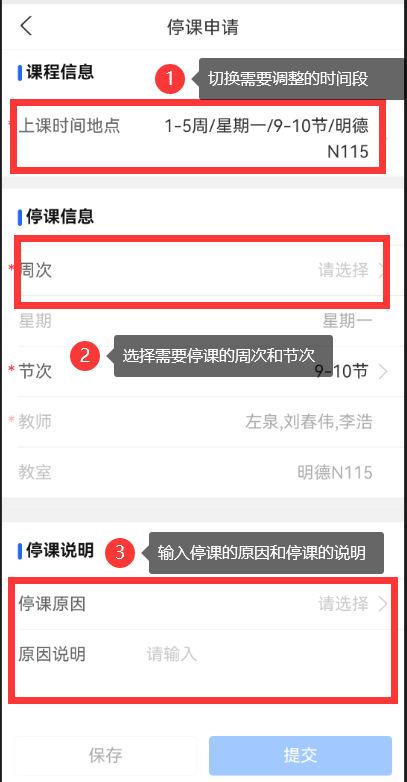 停课申请
课程信息
1 切换需要调整的时间段
*上课时间地点 1-5周/星期一/9-10节/明德
N115
停课信息
*周次 请选择
星期 星期一
2 选择需要停课的周次和节次
*节次 9-10节
*教师 左泉,刘春伟,李浩
教室 明德N115
停课说明 3 输入停课的原因和停课的说明
停课原因 请选择
原因说明 请输入
保存 提交